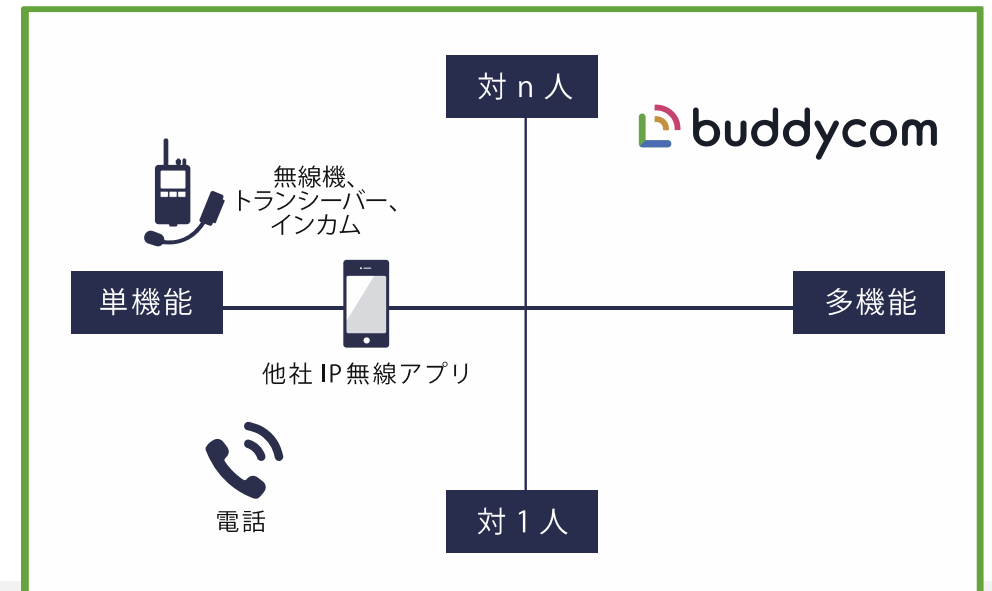 対 n 人
buddycom
無線機、
トランシーバー、
インカム
単機能
多機能
他社 IP 無線アプリ
電話
対 1 人